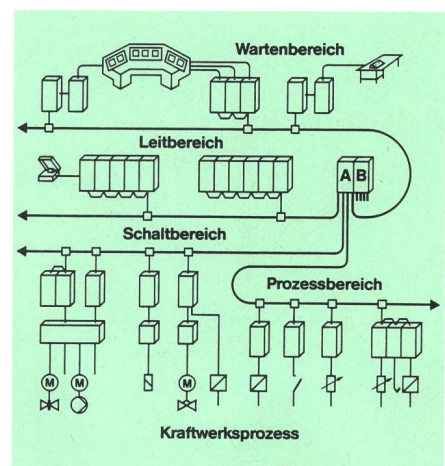 Wartenbereich
Leitbereich
A B
Schaltbereich
Prozessbereich
M M M
Kraftwerksprozess